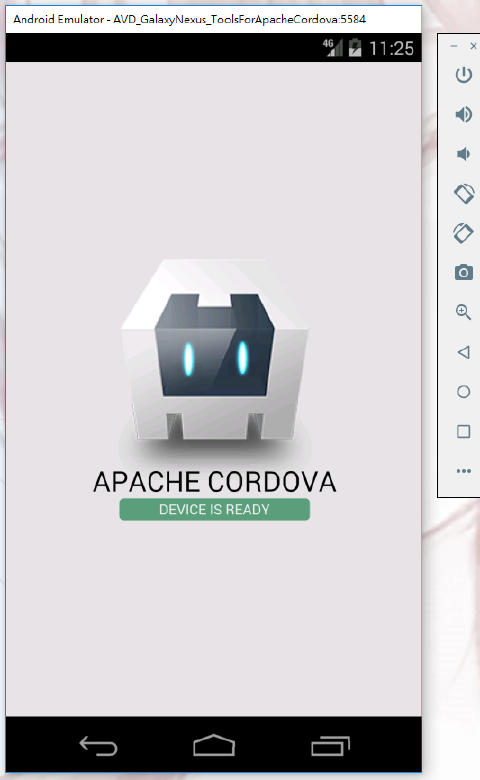 Android Emulator - AVD_GalaxyNexus_ToolsForApacheCordova:5584
4G 11:25
APACHE CORDOVA
DEVICE IS READY